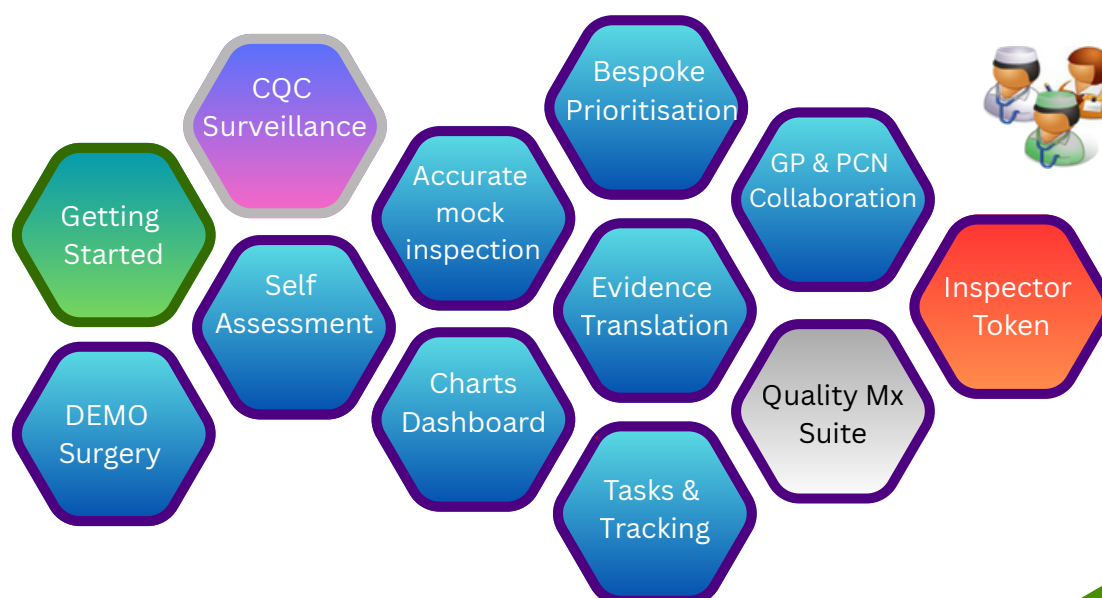 CQC
Surveillance
Bespoke
Prioritisation
Getting
Started
Accurate
mock
inspection
GP & PCN
Collaboration
Self
Assessment
Evidence
Translation
Inspector
Token
DEMO
Surgery
Charts
Dashboard
Quality Mx
Suite
Tasks &
Tracking